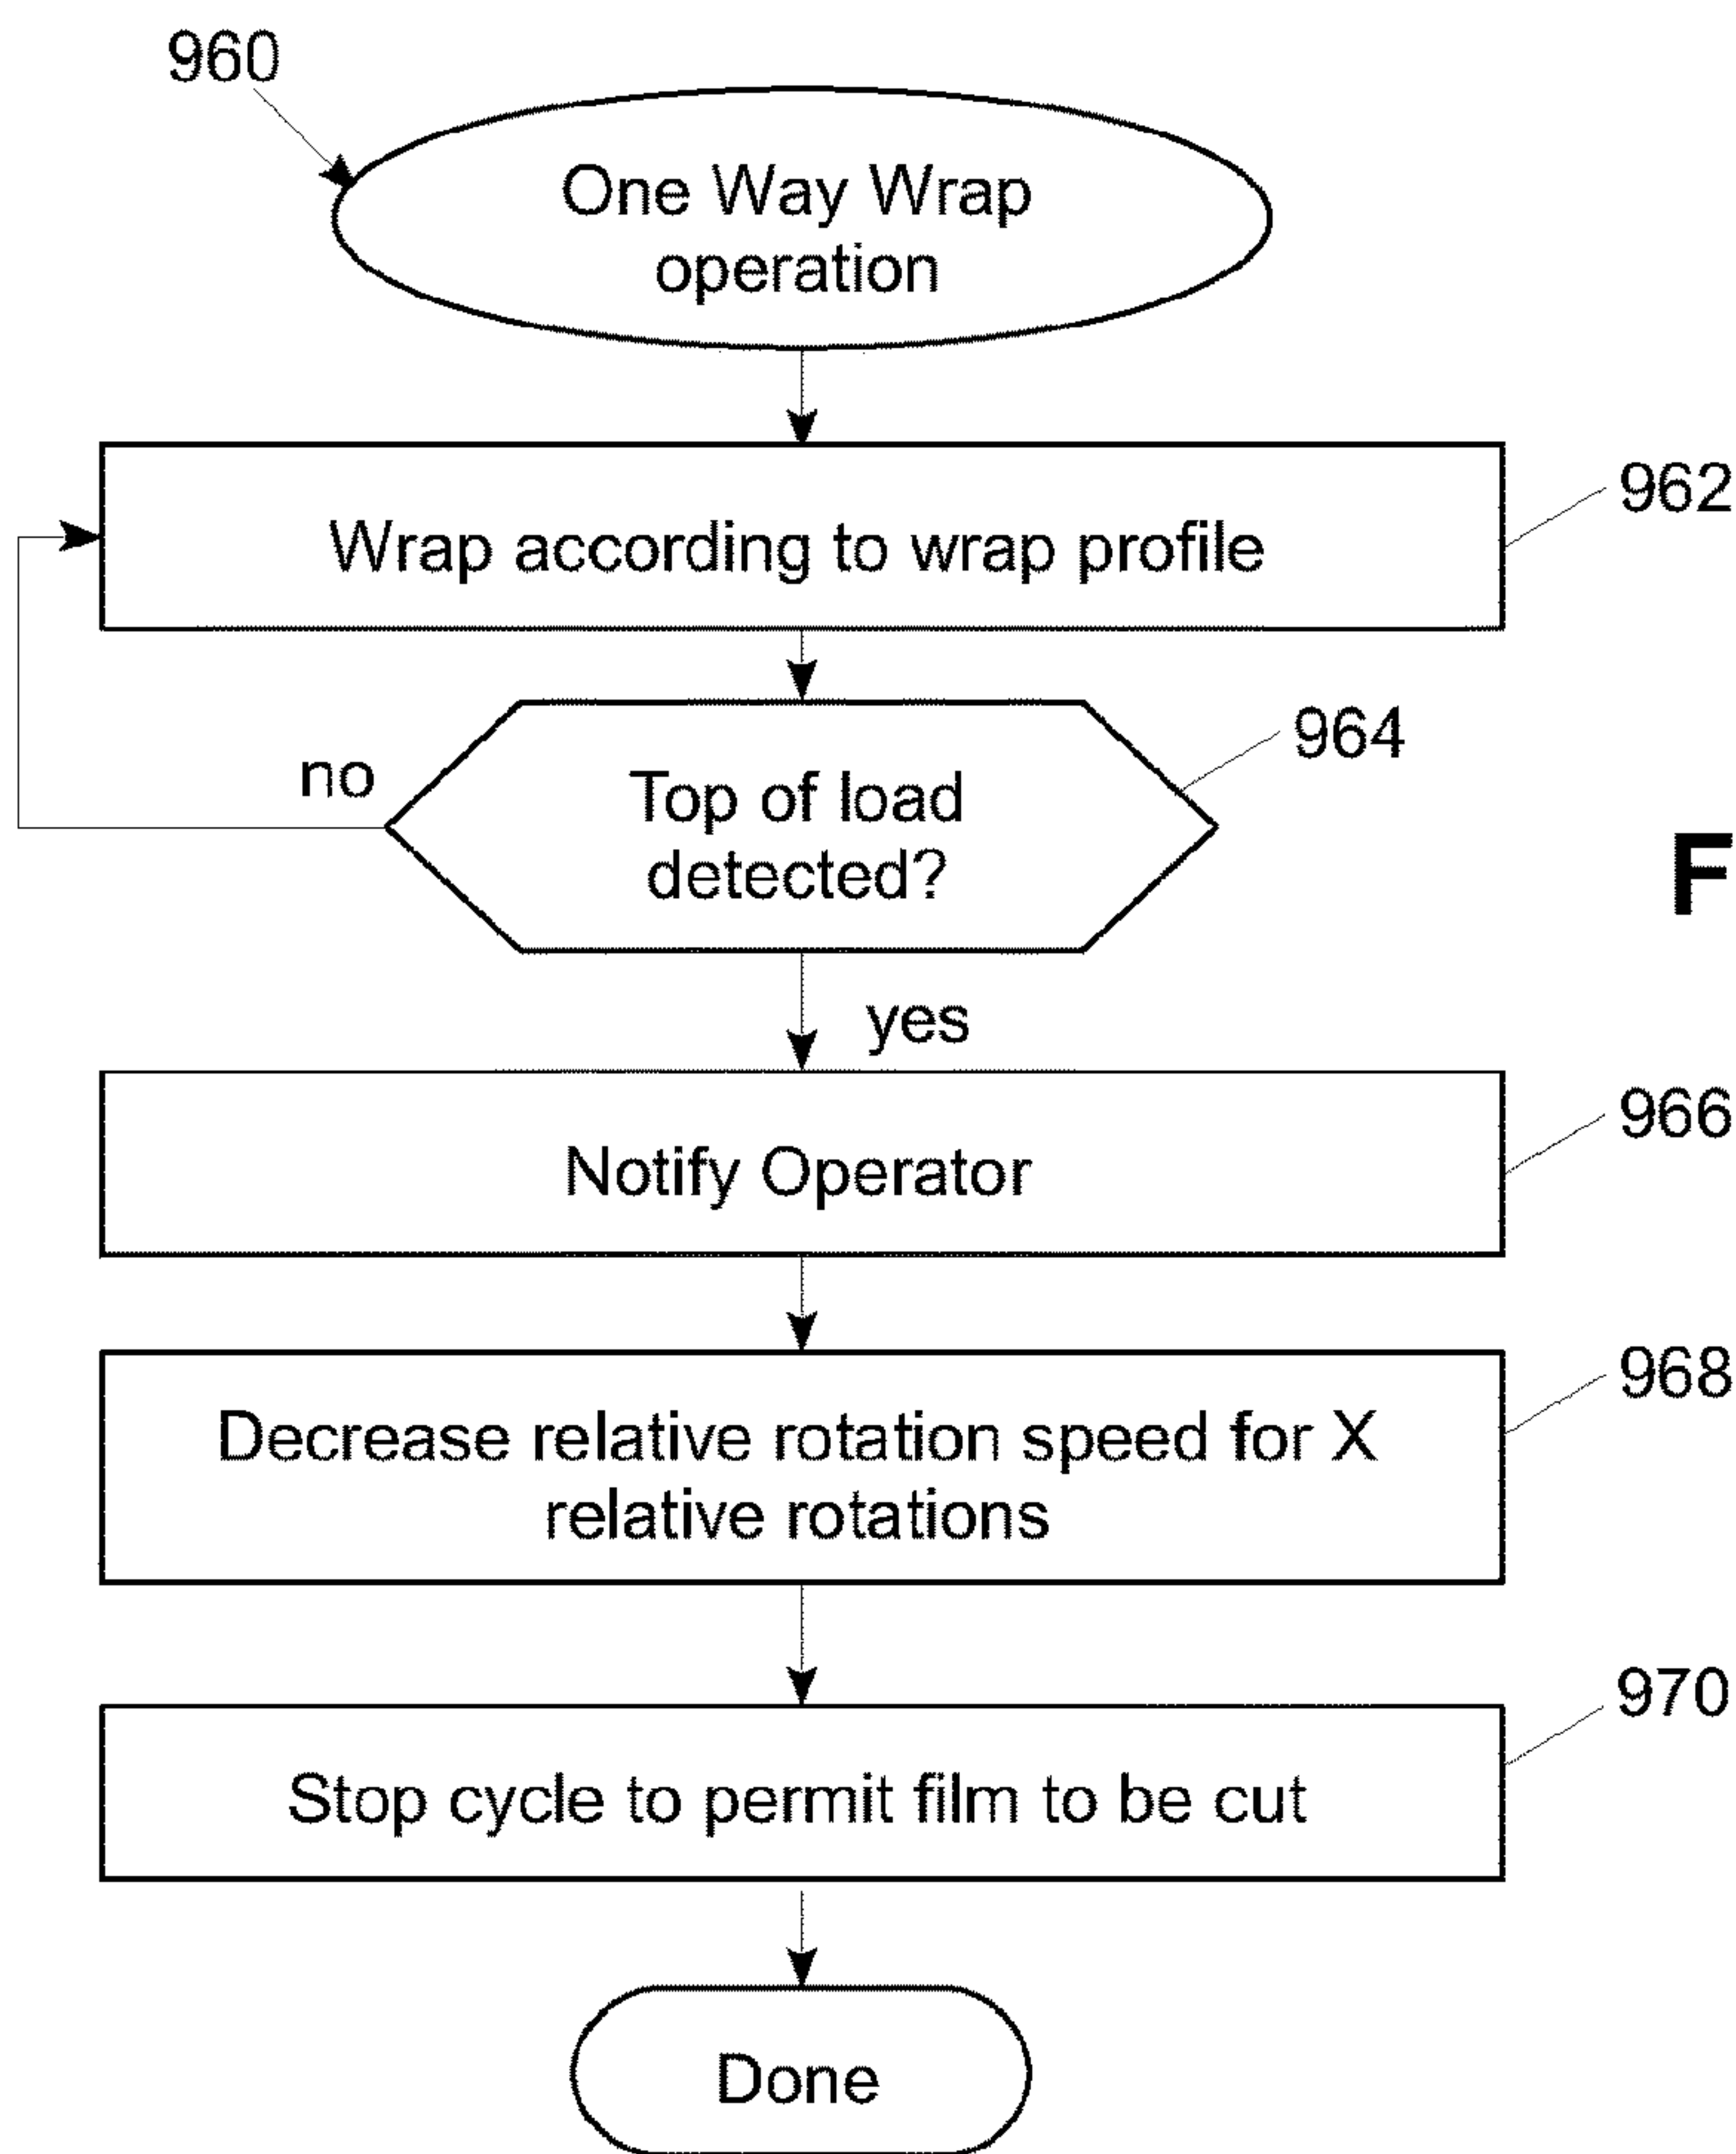 960
One Way Wrap
operation
962
Wrap according to wrap profile
964
no
Top of load
detected?
F
yes
966
Notify Operator
968
Decrease relative rotation speed for X
relative rotations
970
Stop cycle to permit film to be cut
Done